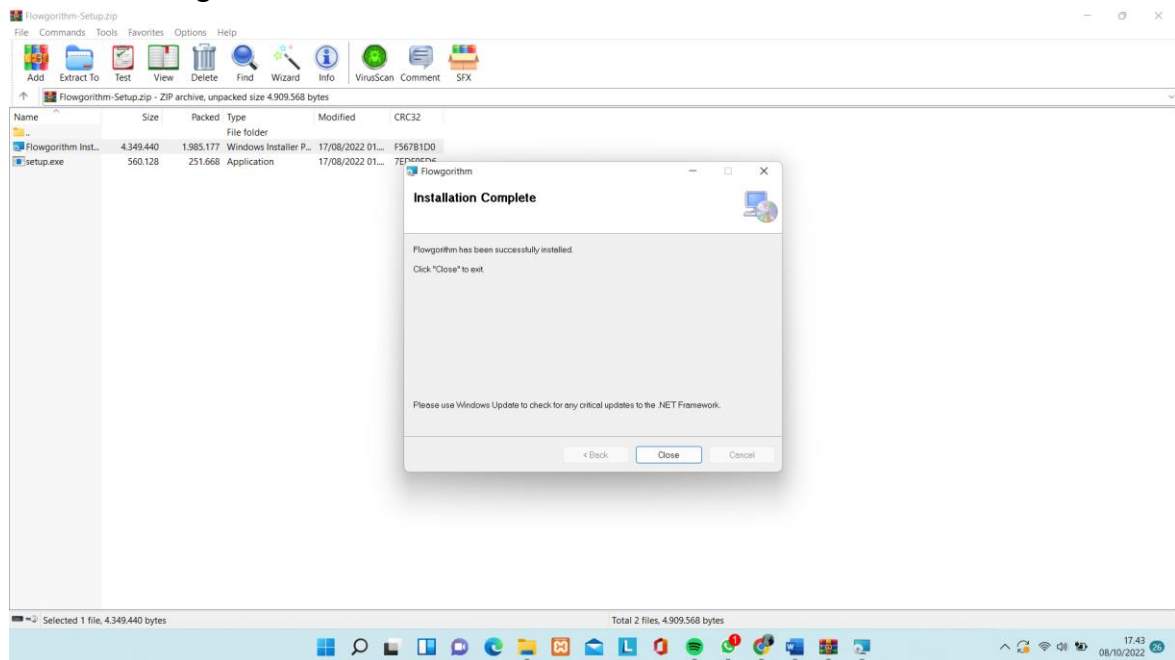 Flowgorithm-Setup.zip
File Commands Tools Favorites Options Help
Add Extract To Test View Delete Find Wizard Info VirusScan Comment SFX
Flowgorithm-Setup.zip - ZIP archive, unpacked size 4.909.568 bytes
Name Size Packed Type Modified CRC32
.. File folder
Flowgorithm Inst... 4.349.440 1.985.177 Windows Installer P... 17/08/2022 01.... F567B1D0
setup.exe 560.128 251.668 Application 17/08/2022 01....
Flowgorithm
Installation Complete
Flowgorithm has been successfully installed.
Click "Close" to exit.
Please use Windows Update to check for any critical updates to the .NET Framework.
< Back Close Cancel
Selected 1 file, 4.349.440 bytes Total 2 files, 4.909.568 bytes
17.43
08/10/2022 26